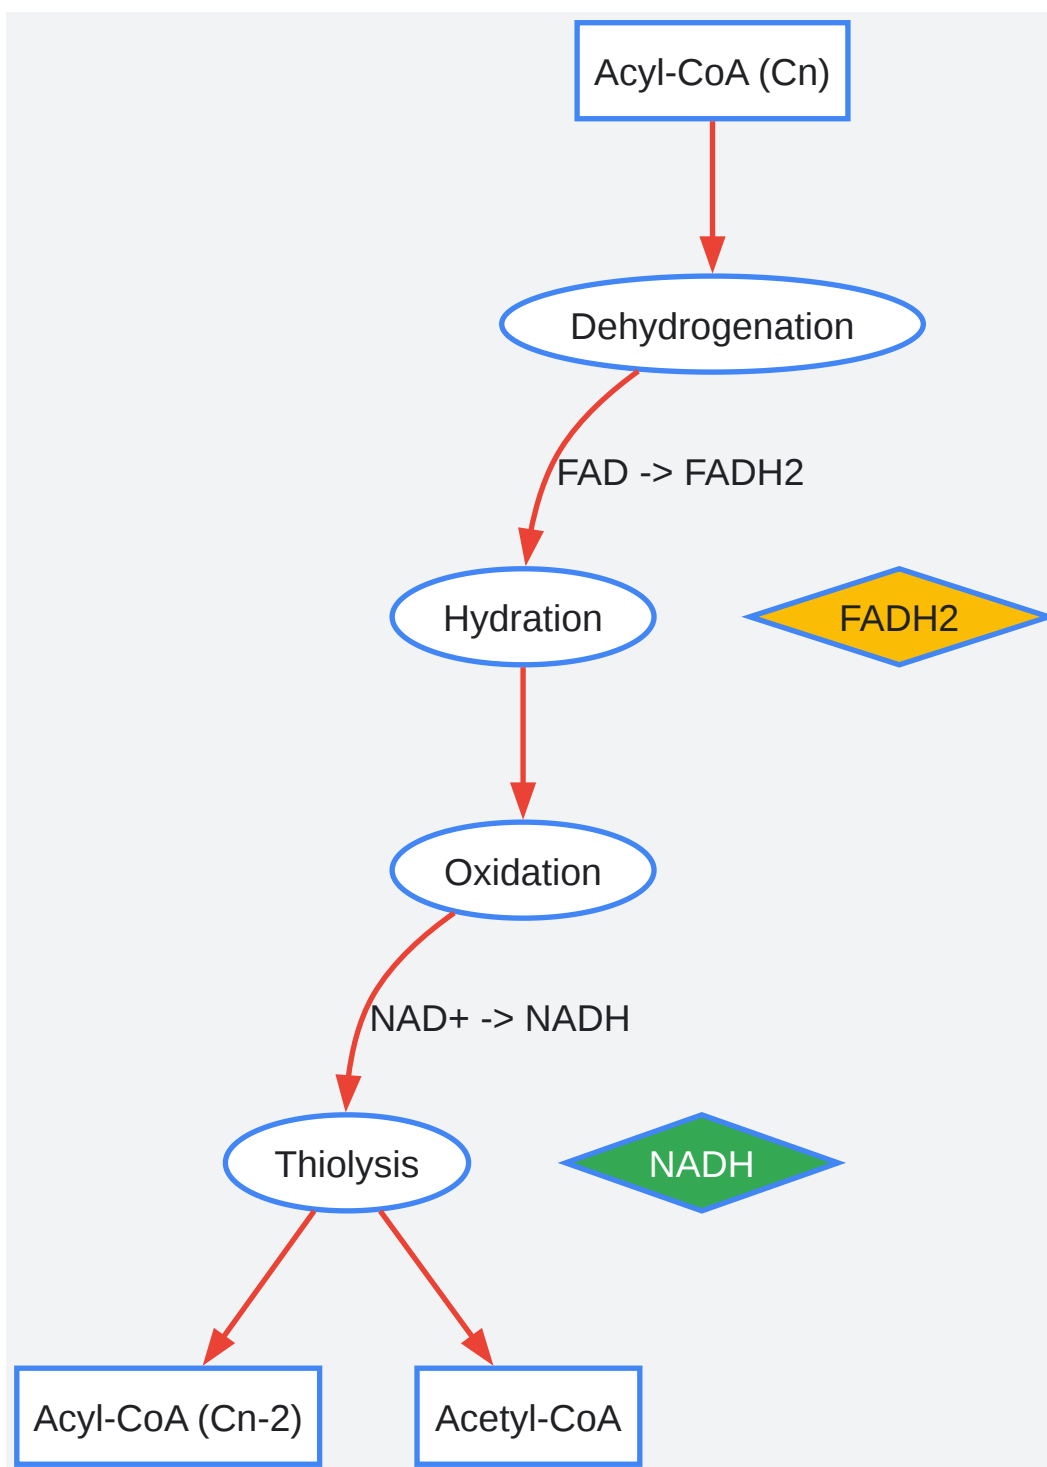 Acyl-CoA (Cn)
Dehydrogenation
FAD -> FADH2
Hydration
FADH2
Oxidation
NAD+ -> NADH
Thiolysis
NADH
Acyl-CoA (Cn-2)
Acetyl-CoA